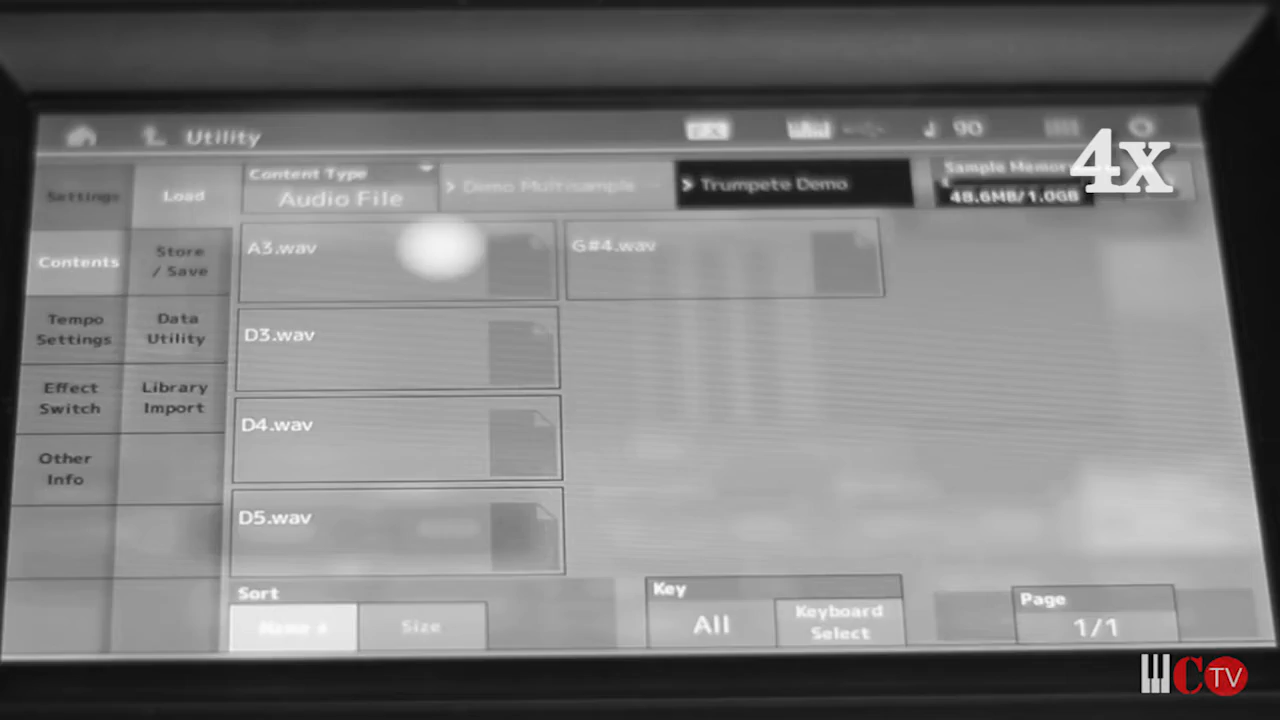 Utility
90
4x
Settings
Load
Content Type
Audio File
> Demo Multisample
> Trumpete Demo
Sample Memory
48.6MB/1.0GB
Contents
Store
/ Save
Tempo
Settings
Data
Utility
Effect
Switch
Library
Import
Other
Info
A3.wav
G#4.wav
D3.wav
D4.wav
D5.wav
Sort
Size
Key
All
Keyboard
Select
Page
1/1
CTV